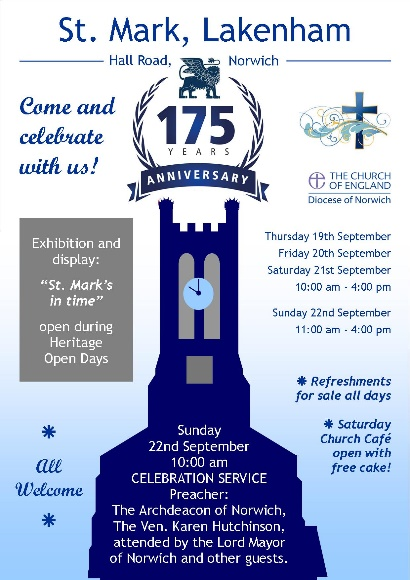 St. Mark, Lakenham
Hall Road, Norwich
Come and
celebrate
with us!
175
YEARS
ANNIVERSARY
THE CHURCH
OF ENGLAND
Diocese of Norwich
Exhibition and
display:
“St. Mark’s
in time”
open during
Heritage
Open Days
Thursday 19th September
Friday 20th September
Saturday 21st September
10:00 am - 4:00 pm
Sunday 22nd September
11:00 am - 4:00 pm
✱ Refreshments
for sale all days
✱ Saturday
Church Café
open with
free cake!
✱
All
Welcome
✱
Sunday
22nd September
10:00 am
CELEBRATION SERVICE
Preacher:
The Archdeacon of Norwich,
The Ven. Karen Hutchinson,
attended by the Lord Mayor
of Norwich and other guests.